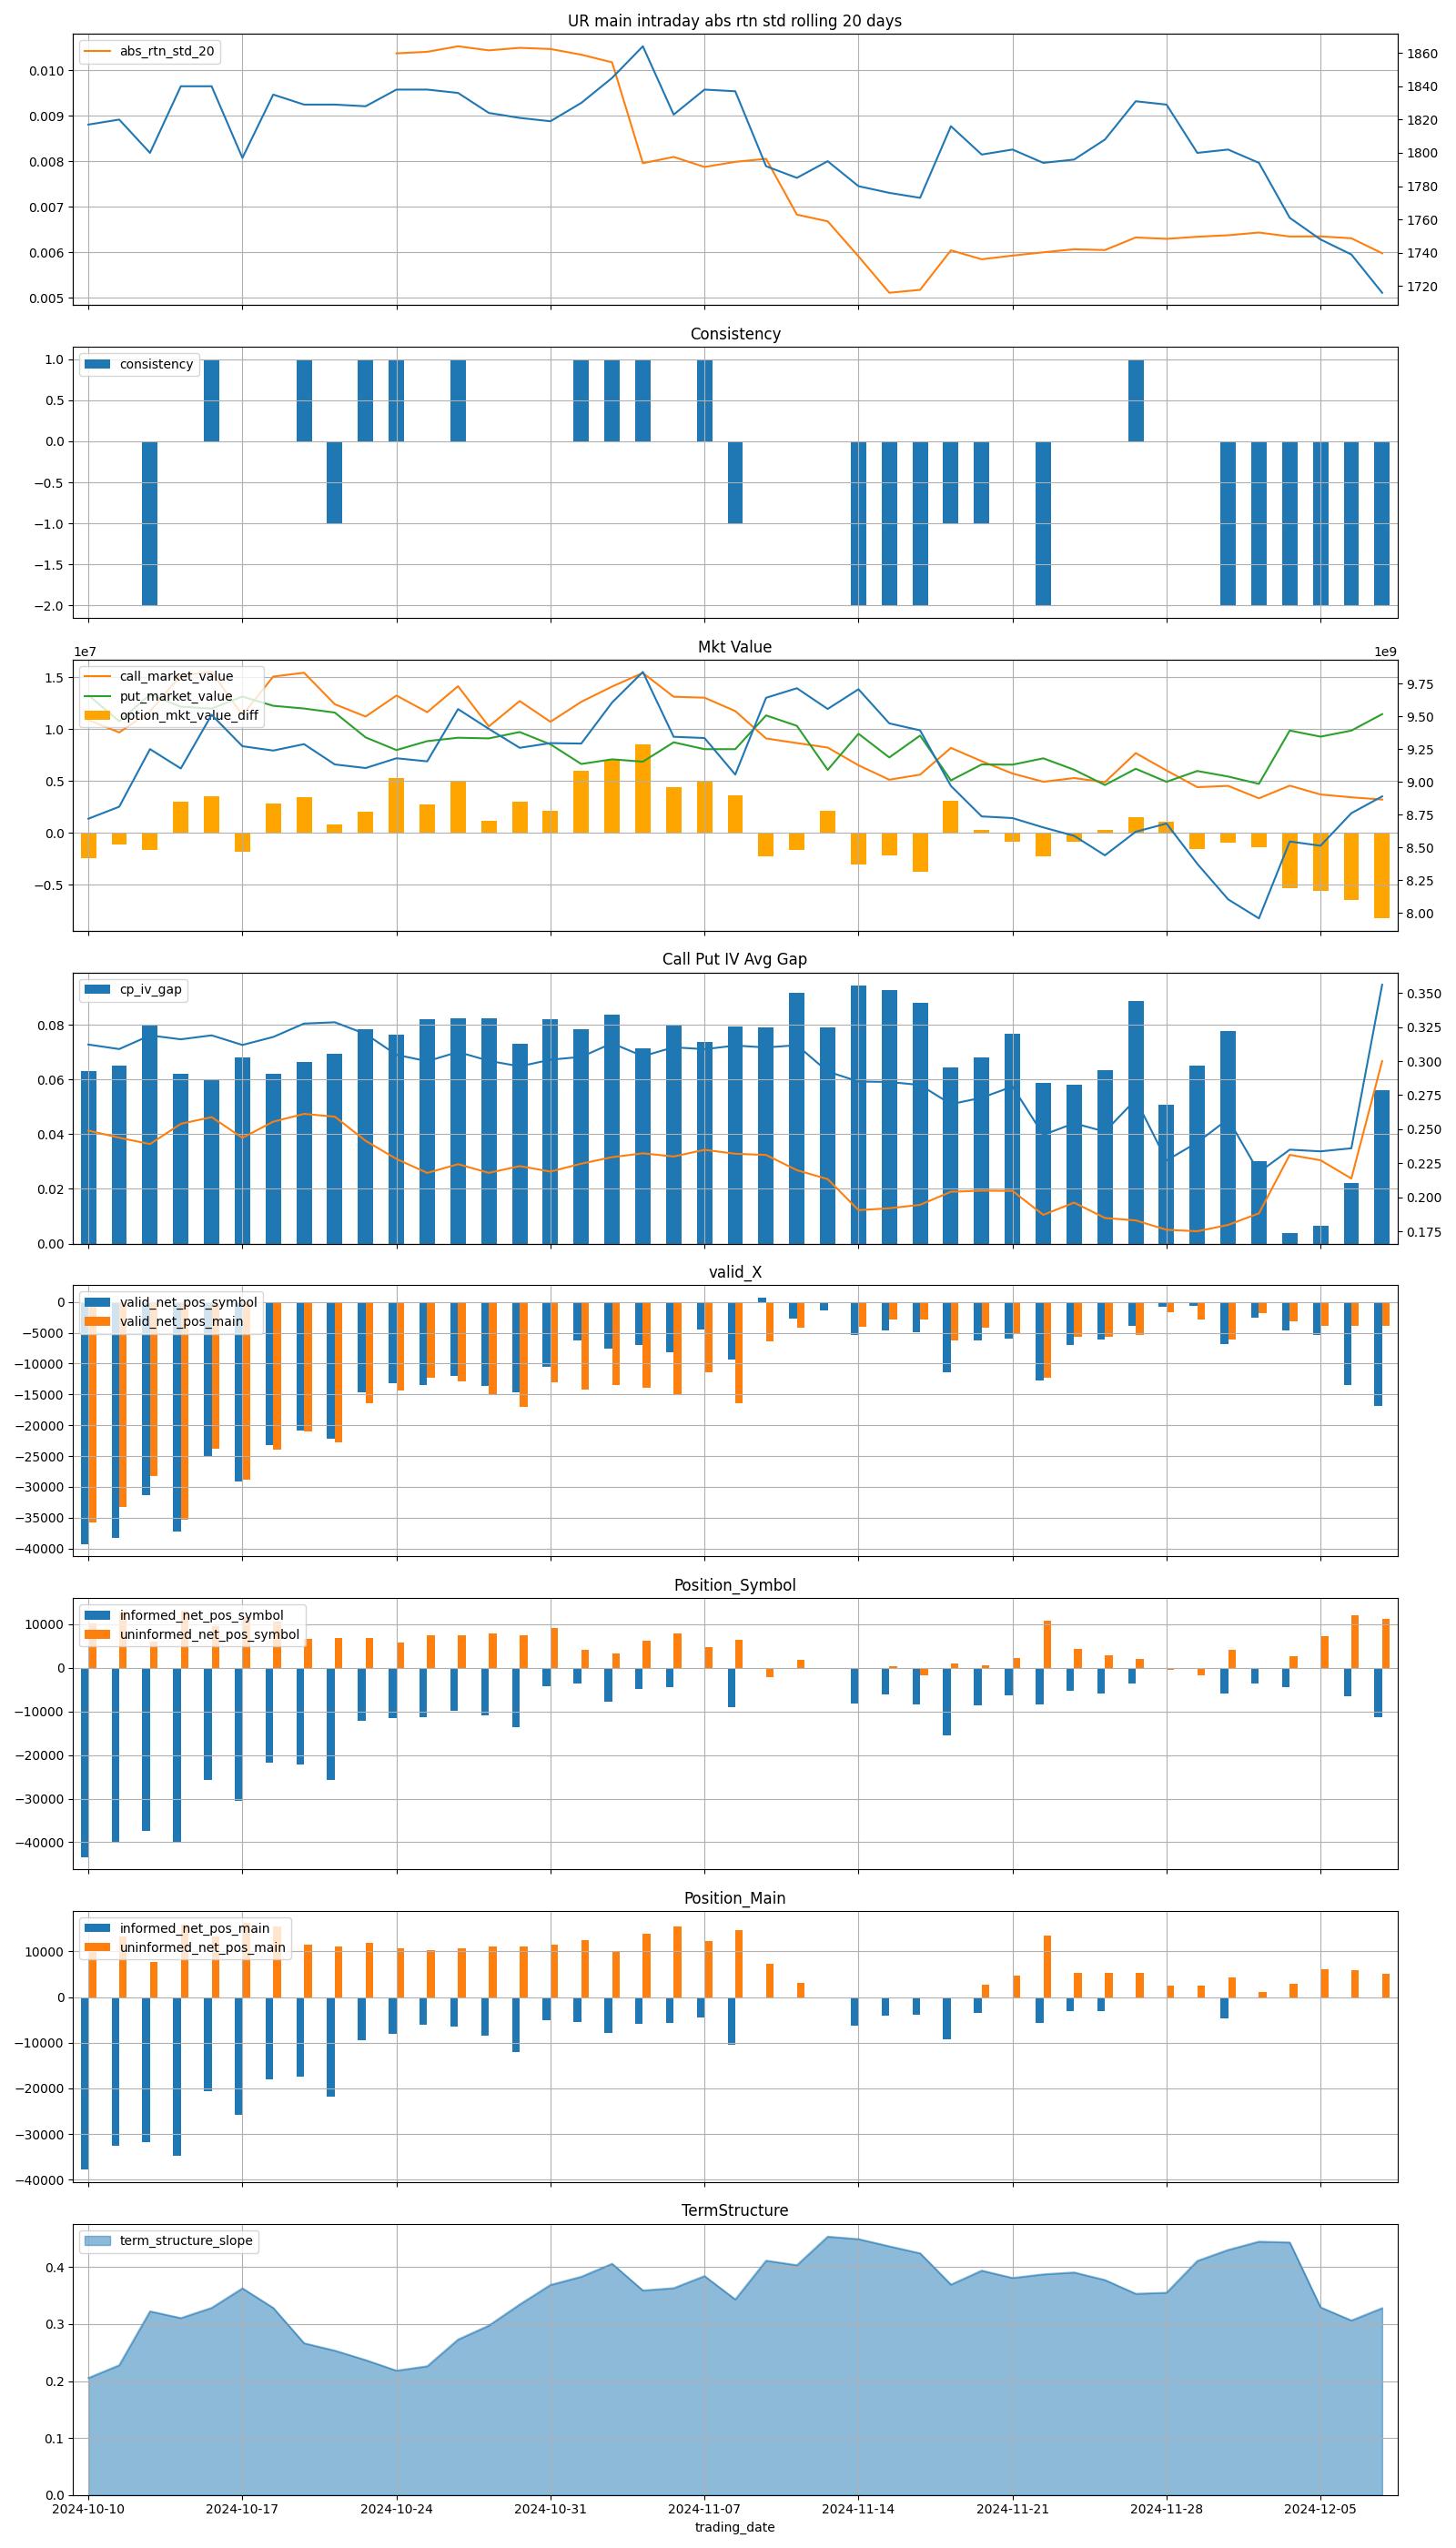 UR main intraday abs rtn std rolling 20 days
abs_rtn_std_20
0.010
0.009
0.008
0.007
0.006
0.005
1860
1840
1820
1800
1780
1760
1740
1720
Consistency
consistency
1.0
0.5
0.0
−0.5
−1.0
−1.5
−2.0
Mkt Value
1e7
1e9
call_market_value
put_market_value
option_mkt_value_diff
1.5
1.0
0.5
0.0
−0.5
9.75
9.50
9.25
9.00
8.75
8.50
8.25
8.00
Call Put IV Avg Gap
cp_iv_gap
0.08
0.06
0.04
0.02
0.00
0.350
0.325
0.300
0.275
0.250
0.225
0.200
0.175
valid_X
valid_net_pos_symbol
valid_net_pos_main
0
−5000
−10000
−15000
−20000
−25000
−30000
−35000
−40000
Position_Symbol
informed_net_pos_symbol
uninformed_net_pos_symbol
10000
0
−10000
−20000
−30000
−40000
Position_Main
informed_net_pos_main
uninformed_net_pos_main
10000
0
−10000
−20000
−30000
−40000
TermStructure
term_structure_slope
0.4
0.3
0.2
0.1
0.0
2024-10-10 2024-10-17 2024-10-24 2024-10-31 2024-11-07 2024-11-14 2024-11-21 2024-11-28 2024-12-05
trading_date